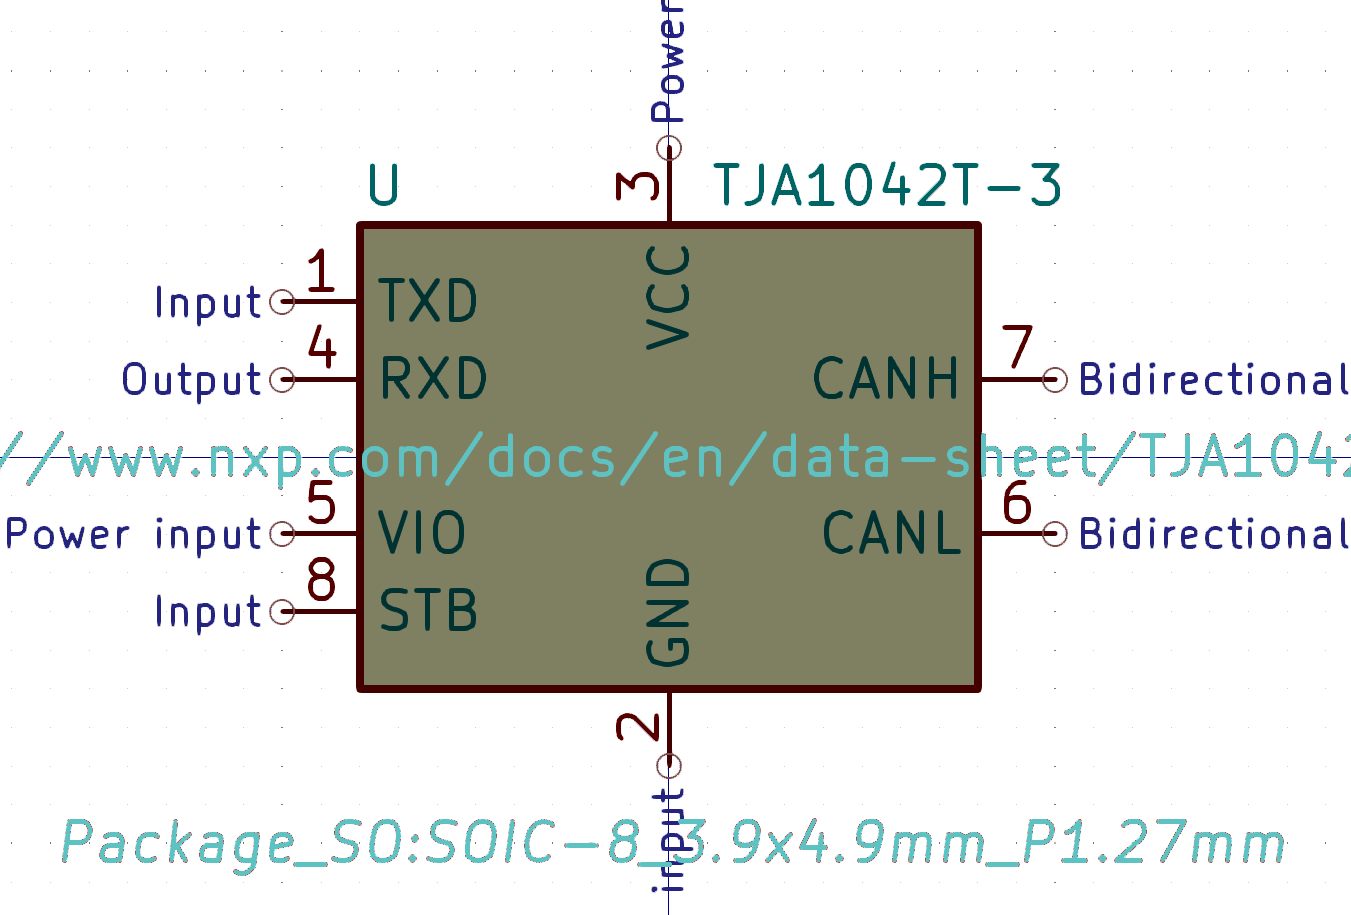 Power
U
TJA1042T-3
3
VCC
1
Input
TXD
4
Output
RXD
7
CANH
Bidirectional
//www.nxp.com/docs/en/data-sheet/TJA1042
5
Power input
VIO
6
CANL
Bidirectional
8
Input
STB
GND
2
input
Package_SO:SOIC-8_3.9x4.9mm_P1.27mm